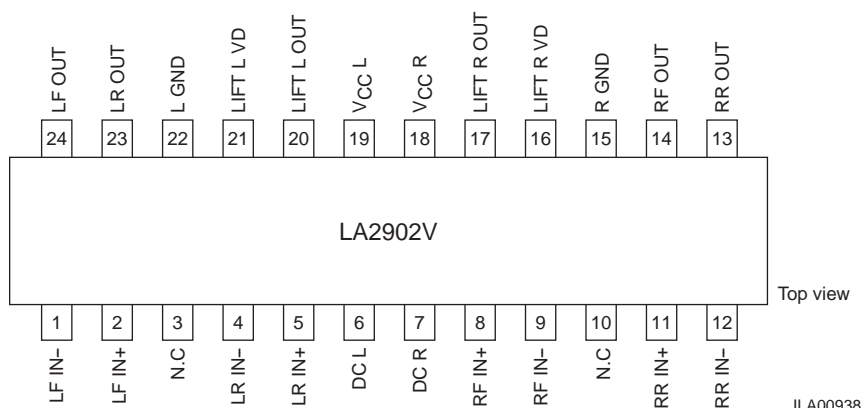 LF OUT
LR OUT
L GND
LIFT L VD
LIFT L OUT
VCC L
VCC R
LIFT R OUT
LIFT R VD
R GND
RF OUT
RR OUT
24 23 22 21 20 19 18 17 16 15 14 13
LA2902V
Top view
1 2 3 4 5 6 7 8 9 10 11 12
LF IN−
LF IN+
N.C
LR IN−
LR IN+
DC L
DC R
RF IN+
RF IN−
N.C
RR IN+
RR IN−
ILA00938